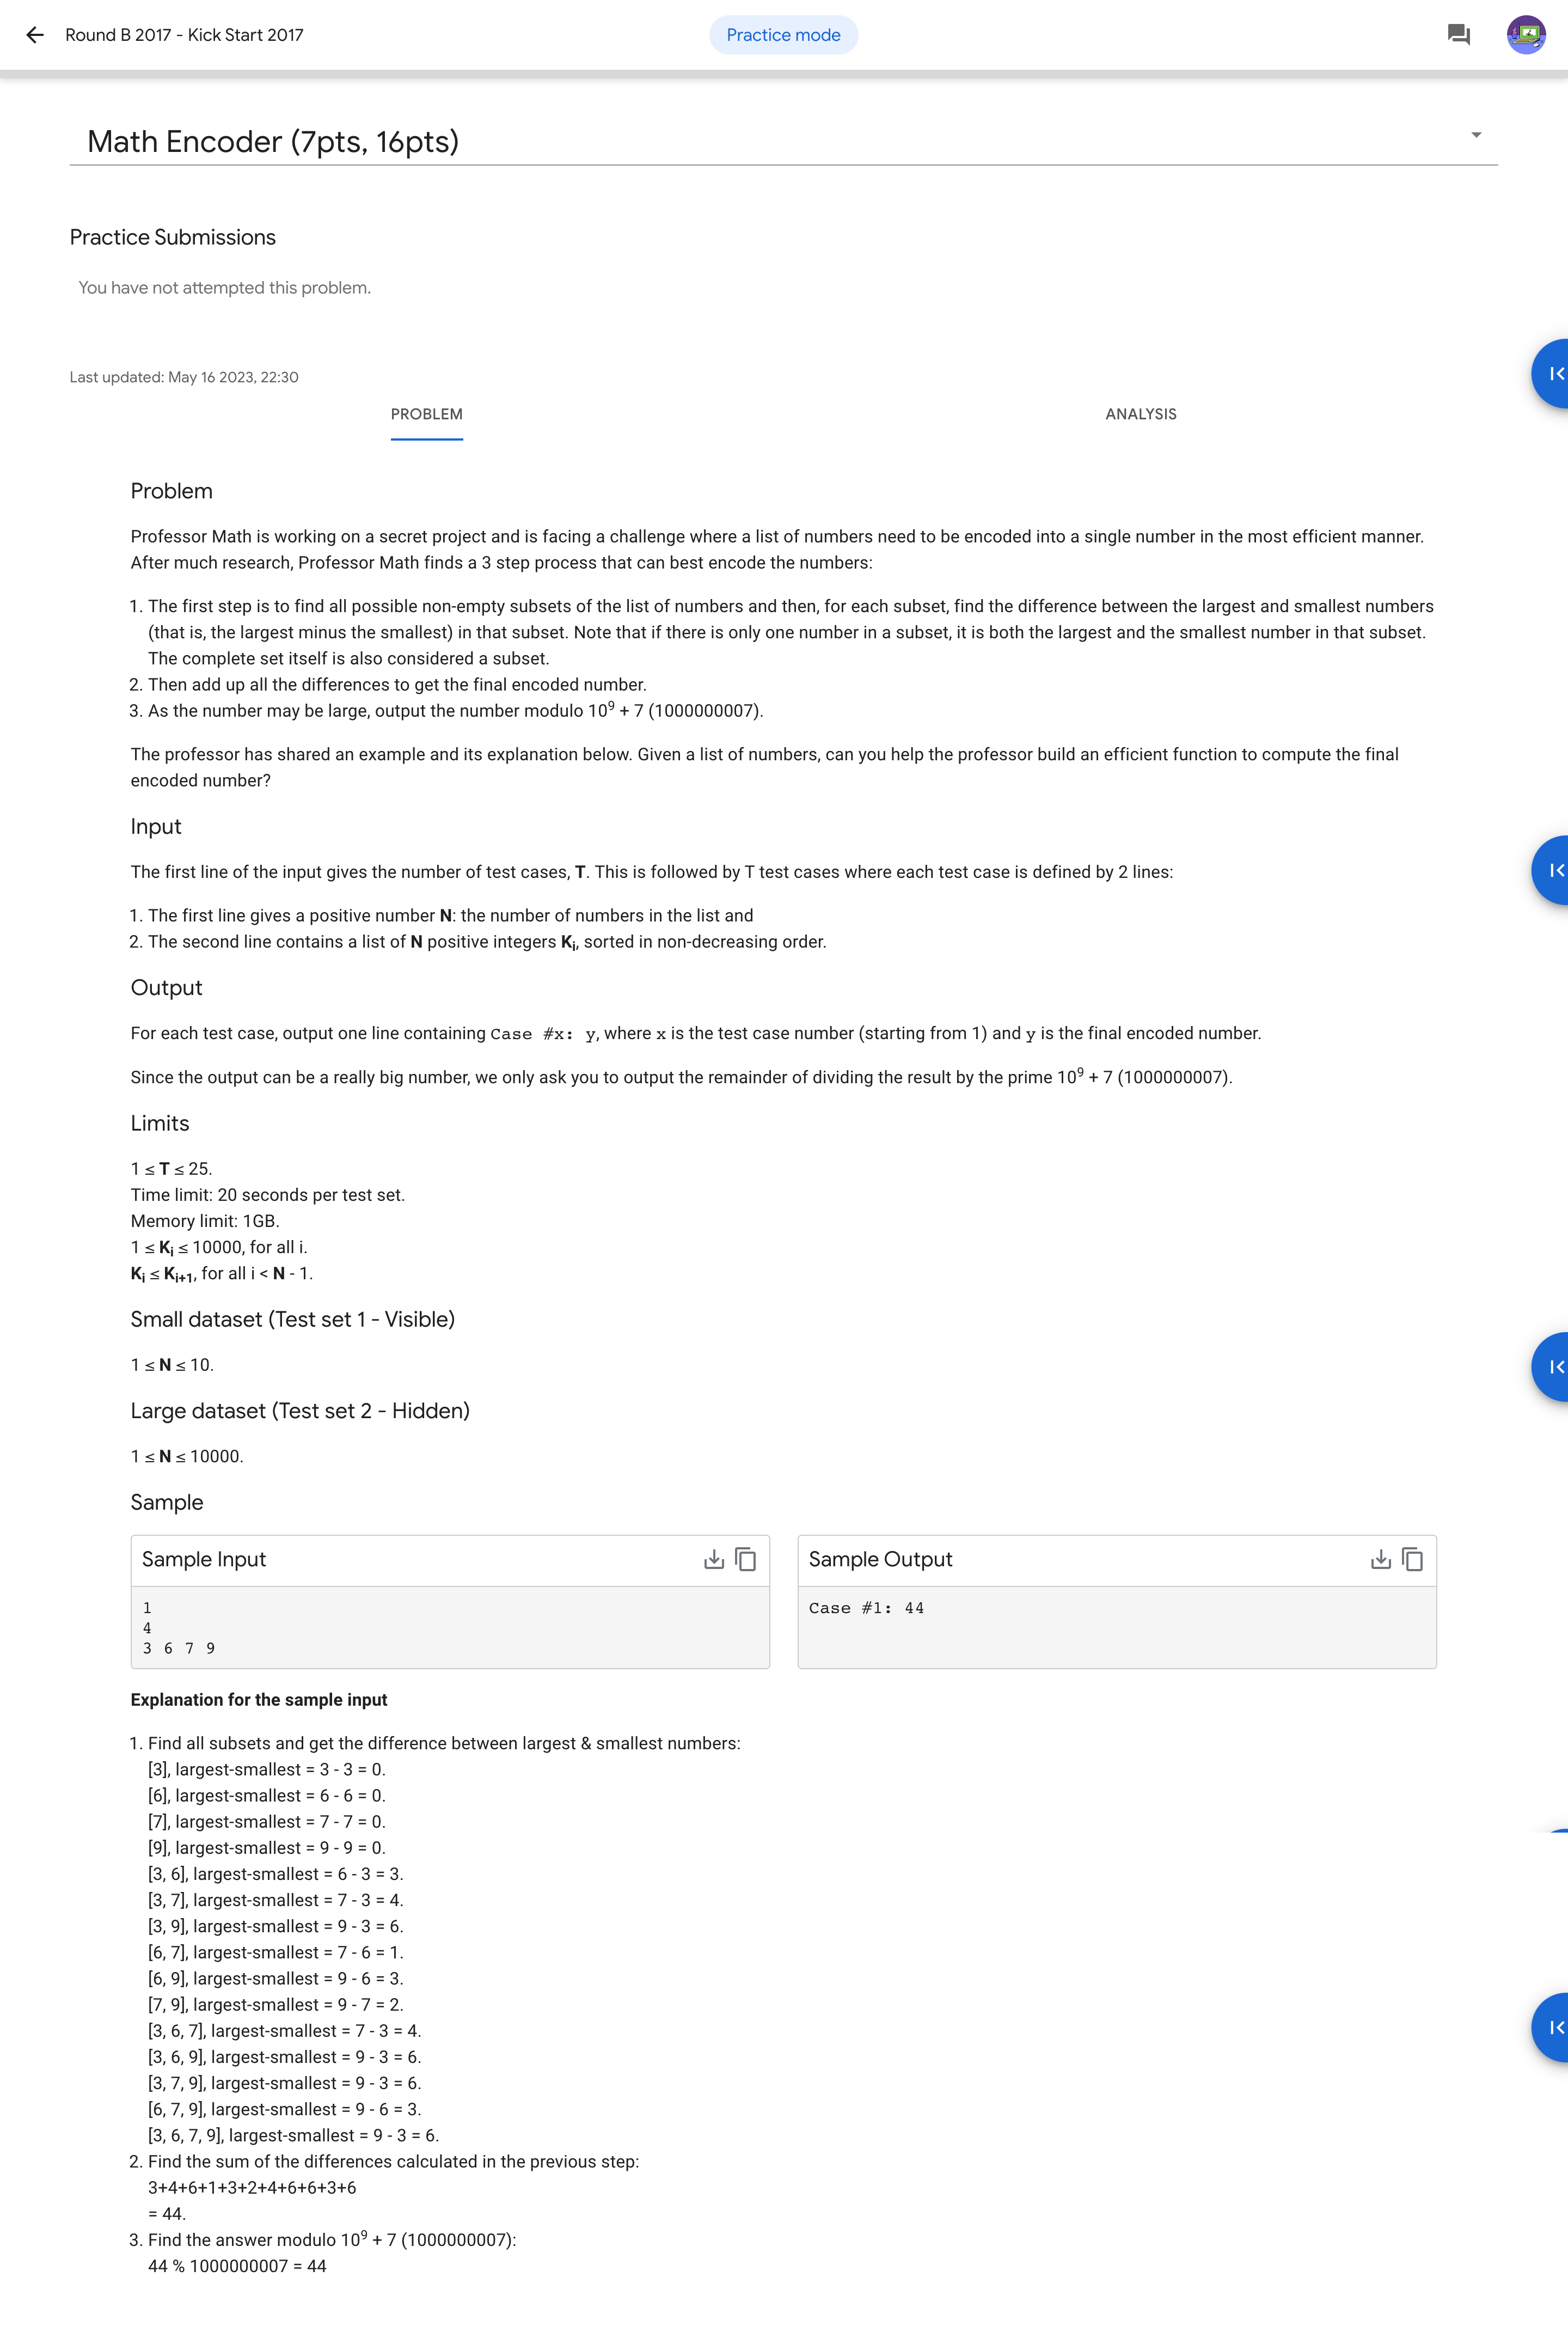 Round B 2017 - Kick Start 2017
Practice mode
Math Encoder (7pts, 16pts)
Practice Submissions
You have not attempted this problem.
Last updated: May 16 2023, 22:30
PROBLEM
ANALYSIS
Problem
Professor Math is working on a secret project and is facing a challenge where a list of numbers need to be encoded into a single number in the most efficient manner.
After much research, Professor Math finds a 3 step process that can best encode the numbers:
1. The first step is to find all possible non-empty subsets of the list of numbers and then, for each subset, find the difference between the largest and smallest numbers
(that is, the largest minus the smallest) in that subset. Note that if there is only one number in a subset, it is both the largest and the smallest number in that subset.
The complete set itself is also considered a subset.
2. Then add up all the differences to get the final encoded number.
3. As the number may be large, output the number modulo 10⁹ + 7 (1000000007).
The professor has shared an example and its explanation below. Given a list of numbers, can you help the professor build an efficient function to compute the final
encoded number?
Input
The first line of the input gives the number of test cases, T. This is followed by T test cases where each test case is defined by 2 lines:
1. The first line gives a positive number N: the number of numbers in the list and
2. The second line contains a list of N positive integers Kᵢ, sorted in non-decreasing order.
Output
For each test case, output one line containing Case #x: y, where x is the test case number (starting from 1) and y is the final encoded number.
Since the output can be a really big number, we only ask you to output the remainder of dividing the result by the prime 10⁹ + 7 (1000000007).
Limits
1 ≤ T ≤ 25.
Time limit: 20 seconds per test set.
Memory limit: 1GB.
1 ≤ Kᵢ ≤ 10000, for all i.
Kᵢ ≤ Kᵢ₊₁, for all i < N - 1.
Small dataset (Test set 1 - Visible)
1 ≤ N ≤ 10.
Large dataset (Test set 2 - Hidden)
1 ≤ N ≤ 10000.
Sample
Sample Input
1
4
3 6 7 9
Sample Output
Case #1: 44
Explanation for the sample input
1. Find all subsets and get the difference between largest & smallest numbers:
[3], largest-smallest = 3 - 3 = 0.
[6], largest-smallest = 6 - 6 = 0.
[7], largest-smallest = 7 - 7 = 0.
[9], largest-smallest = 9 - 9 = 0.
[3, 6], largest-smallest = 6 - 3 = 3.
[3, 7], largest-smallest = 7 - 3 = 4.
[3, 9], largest-smallest = 9 - 3 = 6.
[6, 7], largest-smallest = 7 - 6 = 1.
[6, 9], largest-smallest = 9 - 6 = 3.
[7, 9], largest-smallest = 9 - 7 = 2.
[3, 6, 7], largest-smallest = 7 - 3 = 4.
[3, 6, 9], largest-smallest = 9 - 3 = 6.
[3, 7, 9], largest-smallest = 9 - 3 = 6.
[6, 7, 9], largest-smallest = 9 - 6 = 3.
[3, 6, 7, 9], largest-smallest = 9 - 3 = 6.
2. Find the sum of the differences calculated in the previous step:
3+4+6+1+3+2+4+6+6+3+6
= 44.
3. Find the answer modulo 10⁹ + 7 (1000000007):
44 % 1000000007 = 44